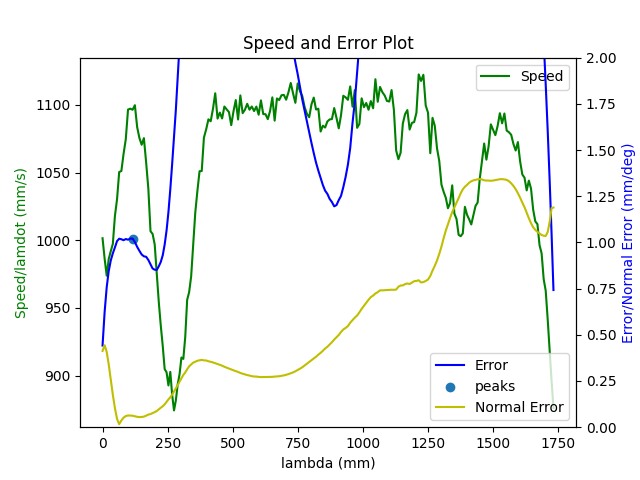 Speed and Error Plot
Speed/lamdot (mm/s)
1100
1050
1000
950
900
0
250
500
750
1000
1250
1500
1750
lambda (mm)
2.00
1.75
1.50
1.25
1.00
0.75
0.50
0.25
0.00
Error/Normal Error (mm/deg)
Speed
Error
peaks
Normal Error